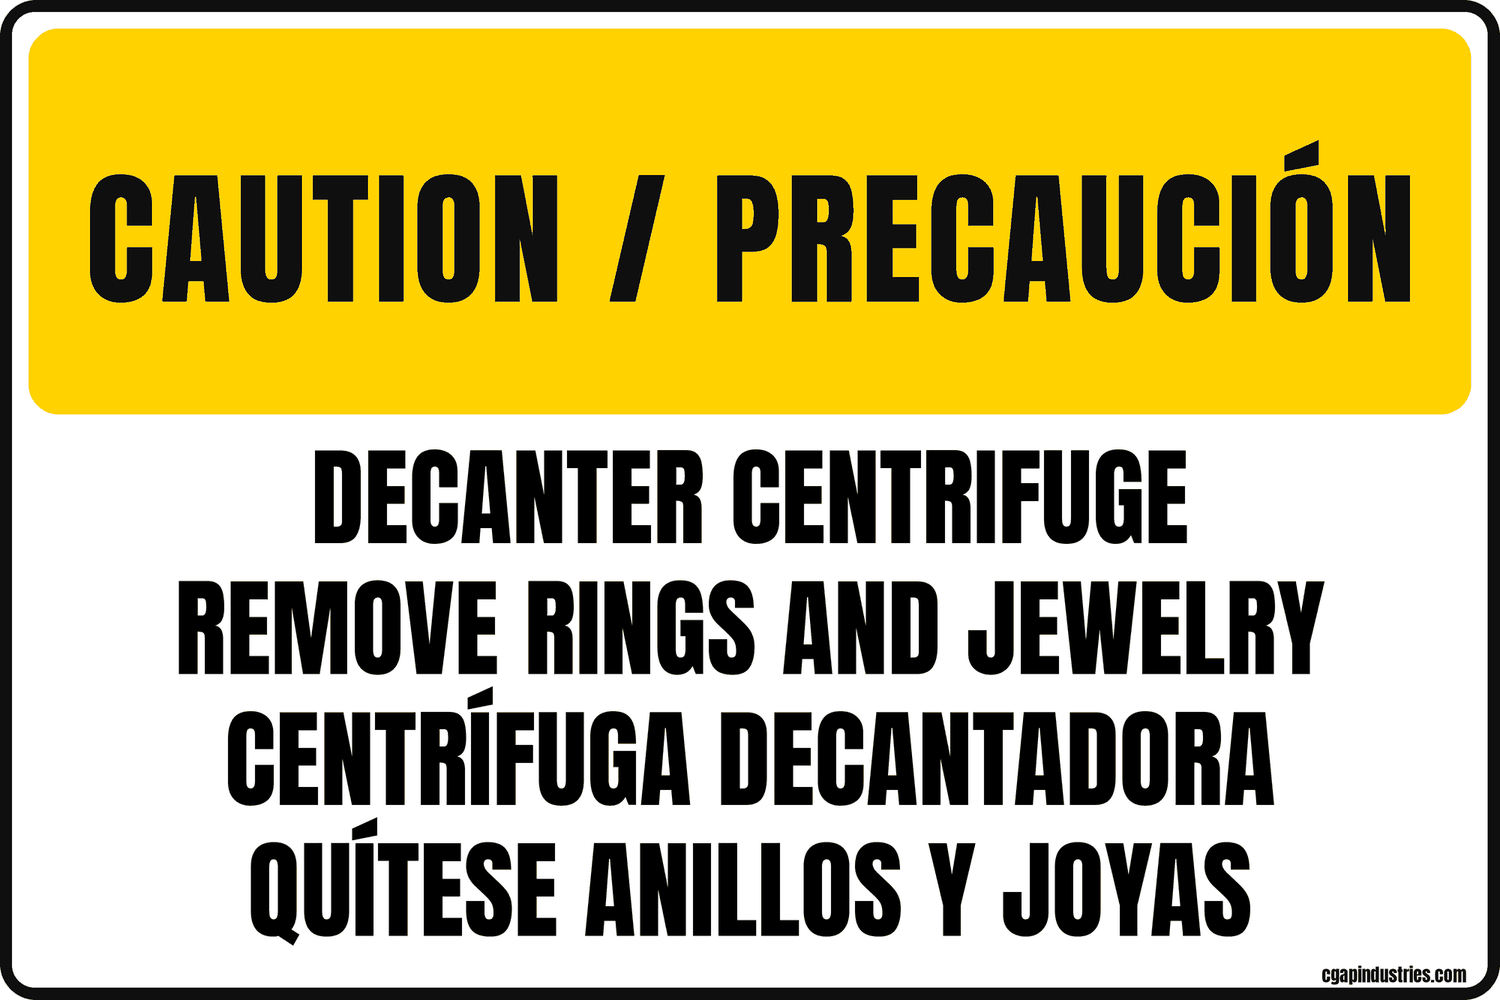 CAUTION / PRECAUCIÓN
DECANTER CENTRIFUGE
REMOVE RINGS AND JEWELRY
CENTRÍFUGA DECANTADORA
QUÍTESE ANILLOS Y JOYAS
cgapindustries.com